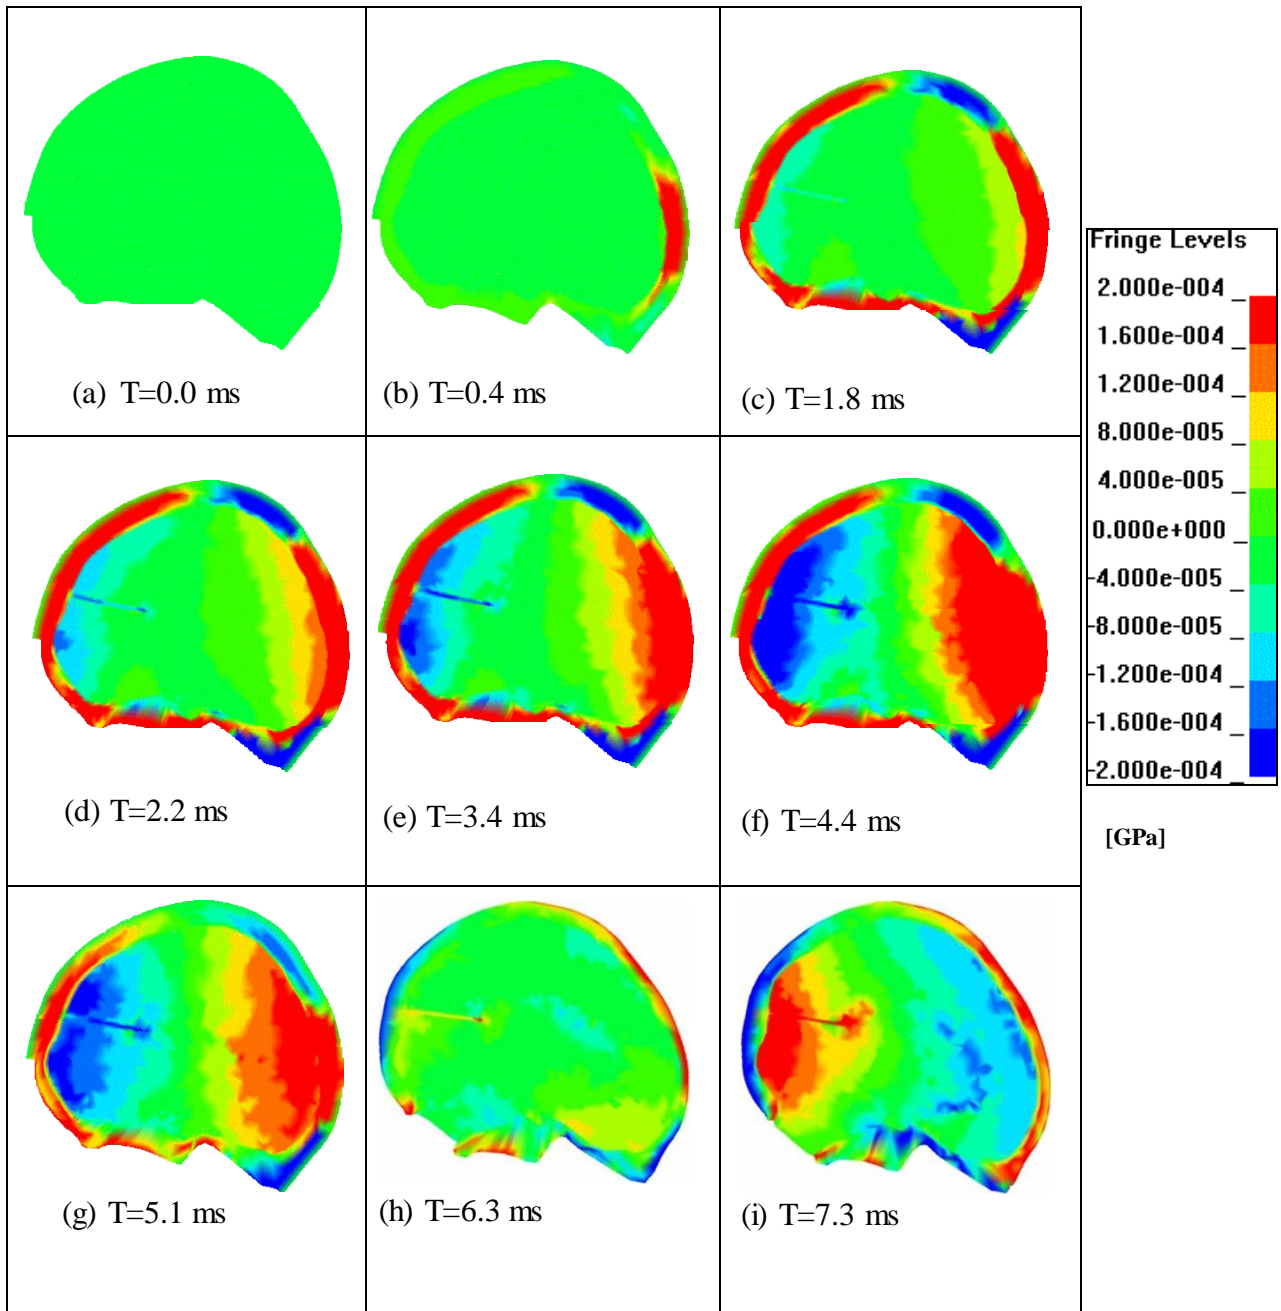 (a) T=0.0 ms
(b) T=0.4 ms
(c) T=1.8 ms
Fringe Levels
2.000e-004 _
1.600e-004 _
1.200e-004 _
8.000e-005 _
4.000e-005 _
0.000e+000 _
-4.000e-005 _
-8.000e-005 _
-1.200e-004 _
-1.600e-004 _
-2.000e-004 _
[GPa]
(d) T=2.2 ms
(e) T=3.4 ms
(f) T=4.4 ms
(g) T=5.1 ms
(h) T=6.3 ms
(i) T=7.3 ms